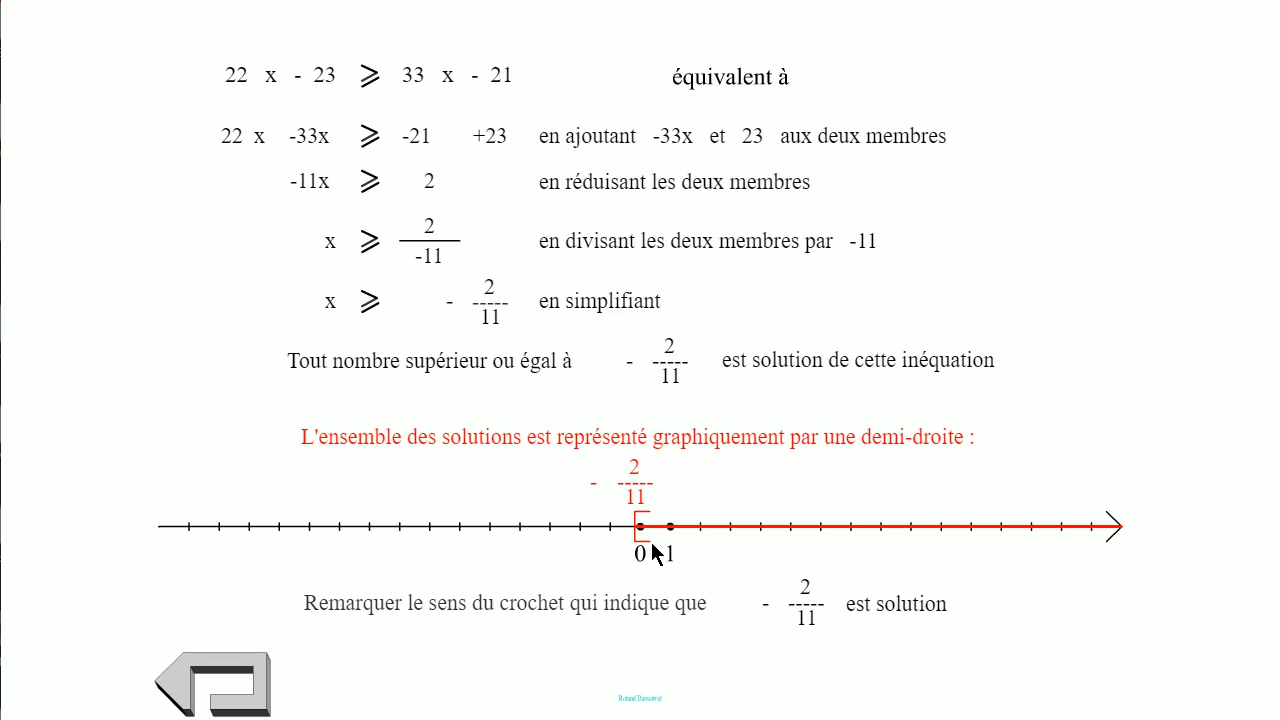 22 x - 23 ⩾ 33 x - 21 équivalent à
22 x -33x ⩾ -21 +23 en ajoutant -33x et 23 aux deux membres
-11x ⩾ 2 en réduisant les deux membres
x ⩾ 2/-11 en divisant les deux membres par -11
x ⩾ - 2/11 en simplifiant
Tout nombre supérieur ou égal à - 2/11 est solution de cette inéquation
L'ensemble des solutions est représenté graphiquement par une demi-droite :
- 2/11
0 1
Remarquer le sens du crochet qui indique que - 2/11 est solution
Roland